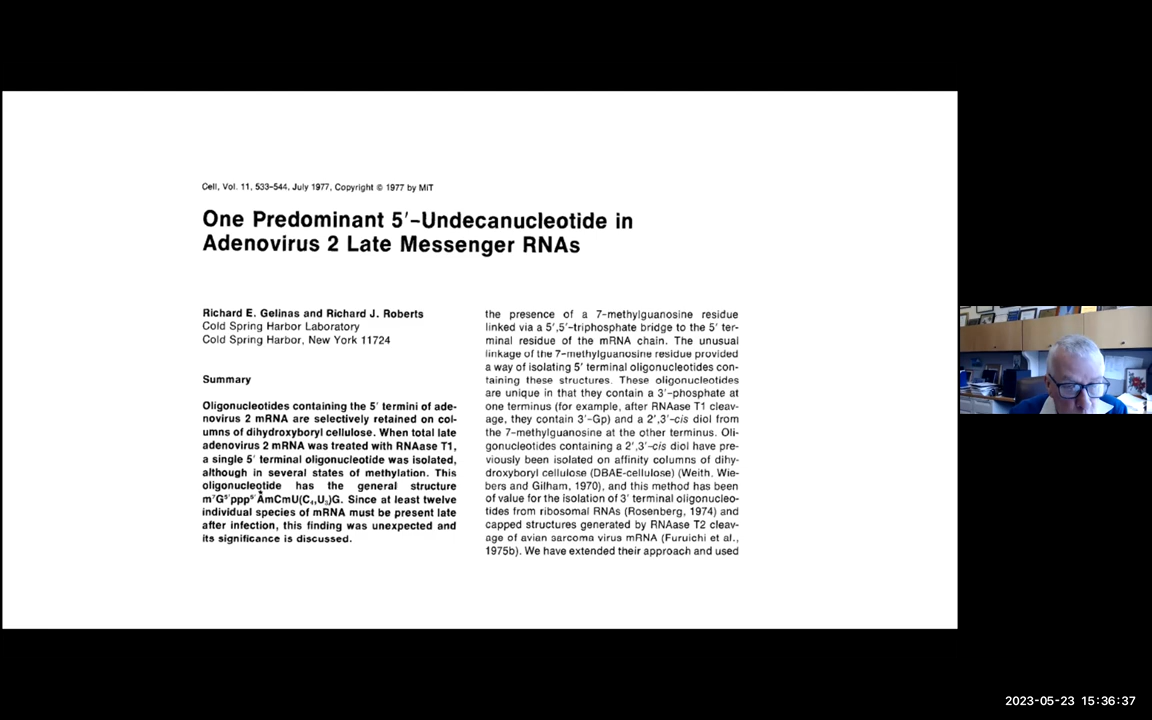 Cell, Vol. 11, 533–544, July 1977, Copyright © 1977 by MIT
One Predominant 5′–Undecanucleotide in
Adenovirus 2 Late Messenger RNAs
Richard E. Gelinas and Richard J. Roberts
Cold Spring Harbor Laboratory
Cold Spring Harbor, New York 11724
Summary
Oligonucleotides containing the 5′ termini of ade-
novirus 2 mRNA are selectively retained on col-
umns of dihydroxyboryl cellulose. When total late
adenovirus 2 mRNA was treated with RNAase T1,
a single 5′ terminal oligonucleotide was isolated,
although in several states of methylation. This
oligonucleotide has the general structure
m⁷G⁵′ppp⁵′ÅmCmU(C₄,U₃)G. Since at least twelve
individual species of mRNA must be present late
after infection, this finding was unexpected and
its significance is discussed.
the presence of a 7-methylguanosine residue
linked via a 5′,5′-triphosphate bridge to the 5′ ter-
minal residue of the mRNA chain. The unusual
linkage of the 7-methylguanosine residue provided
a way of isolating 5′ terminal oligonucleotides con-
taining these structures. These oligonucleotides
are unique in that they contain a 3′-phosphate at
one terminus (for example, after RNAase T1 cleav-
age, they contain 3′-Gp) and a 2′,3′-cis diol from
the 7-methylguanosine at the other terminus. Oli-
gonucleotides containing a 2′,3′-cis diol have pre-
viously been isolated on affinity columns of dihy-
droxyboryl cellulose (DBAE-cellulose) (Weith, Wie-
bers and Gilham, 1970), and this method has been
of value for the isolation of 3′ terminal oligonucleo-
tides from ribosomal RNAs (Rosenberg, 1974) and
capped structures generated by RNAase T2 cleav-
age of avian sarcoma virus mRNA (Furuichi et al.,
1975b). We have extended their approach and used
2023-05-23 15:36:37